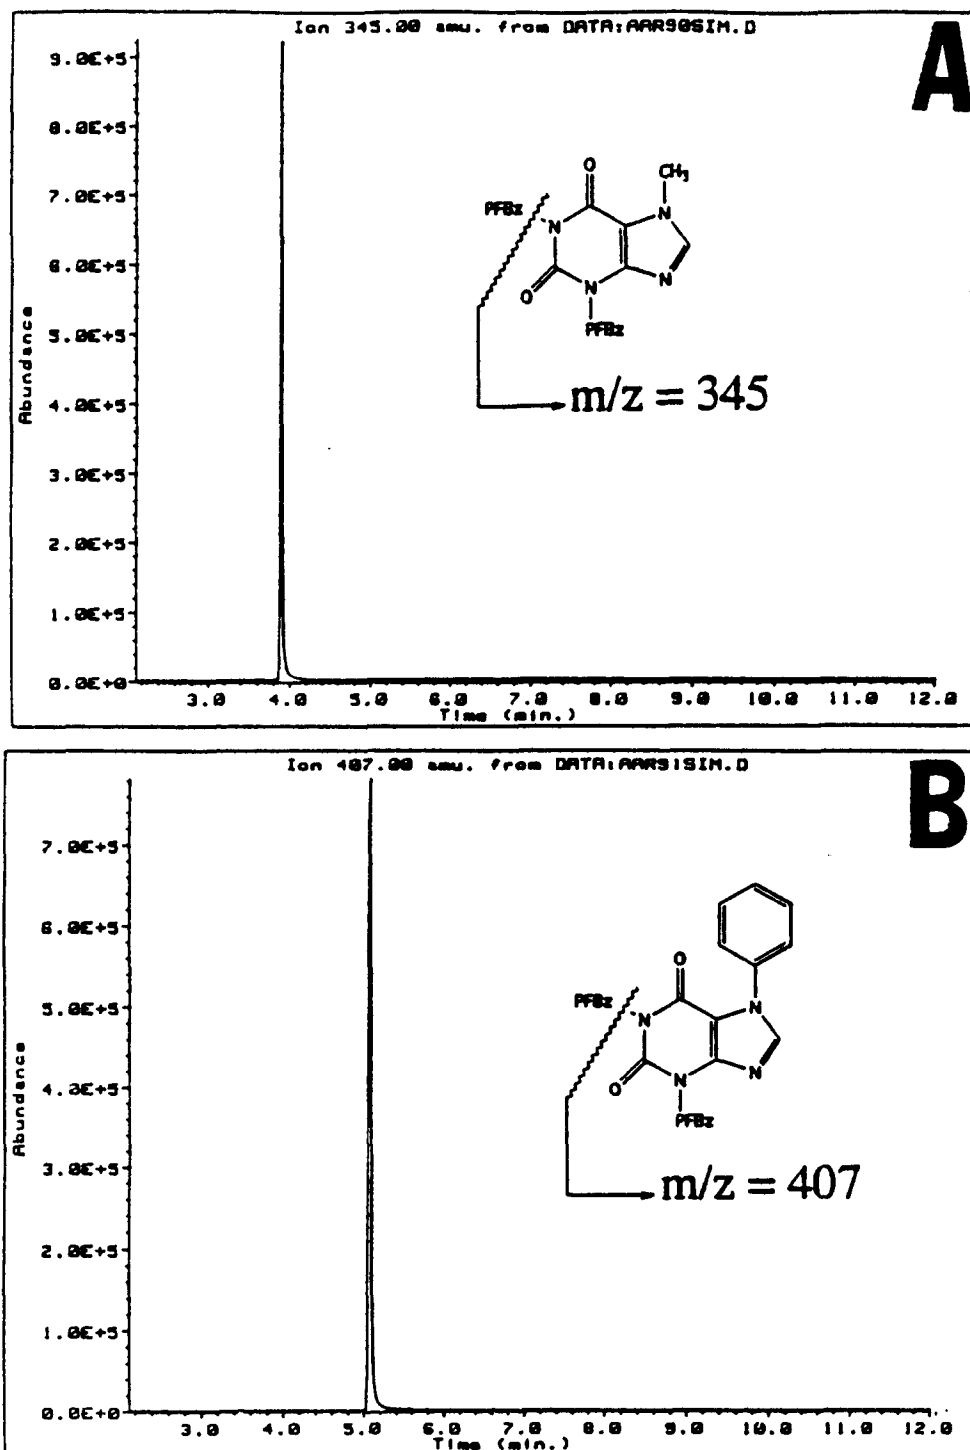 Ion 345.00 amu. from DATA:AAR90SIM.D
A
9.0E+5
8.0E+5
7.0E+5
6.0E+5
5.0E+5
4.0E+5
3.0E+5
2.0E+5
1.0E+5
0.0E+0
Abundance
O
CH3
PFBz
N
N
O
N
N
PFBz
m/z = 345
3.0 4.0 5.0 6.0 7.0 8.0 9.0 10.0 11.0 12.0
Time (min.)
Ion 407.00 amu. from DATA:AAR91SIM.D
B
7.0E+5
6.0E+5
5.0E+5
4.0E+5
3.0E+5
2.0E+5
1.0E+5
0.0E+0
Abundance
O
PFBz
N
N
O
N
N
PFBz
m/z = 407
3.0 4.0 5.0 6.0 7.0 8.0 9.0 10.0 11.0 12.0
Time (min.)